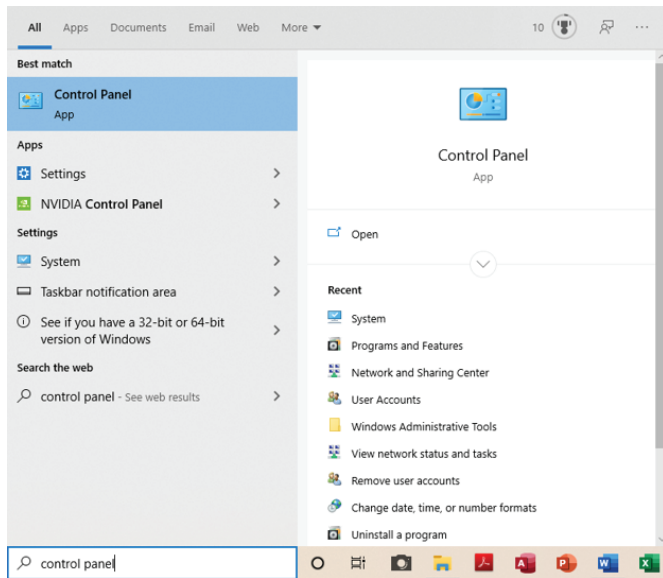 All Apps Documents Email Web More
10
Best match
Control Panel
App
Apps
Settings
NVIDIA Control Panel
Settings
System
Taskbar notification area
See if you have a 32-bit or 64-bit
version of Windows
Search the web
control panel - See web results
Control Panel
App
Open
Recent
System
Programs and Features
Network and Sharing Center
User Accounts
Windows Administrative Tools
View network status and tasks
Remove user accounts
Change date, time, or number formats
Uninstall a program
control panel